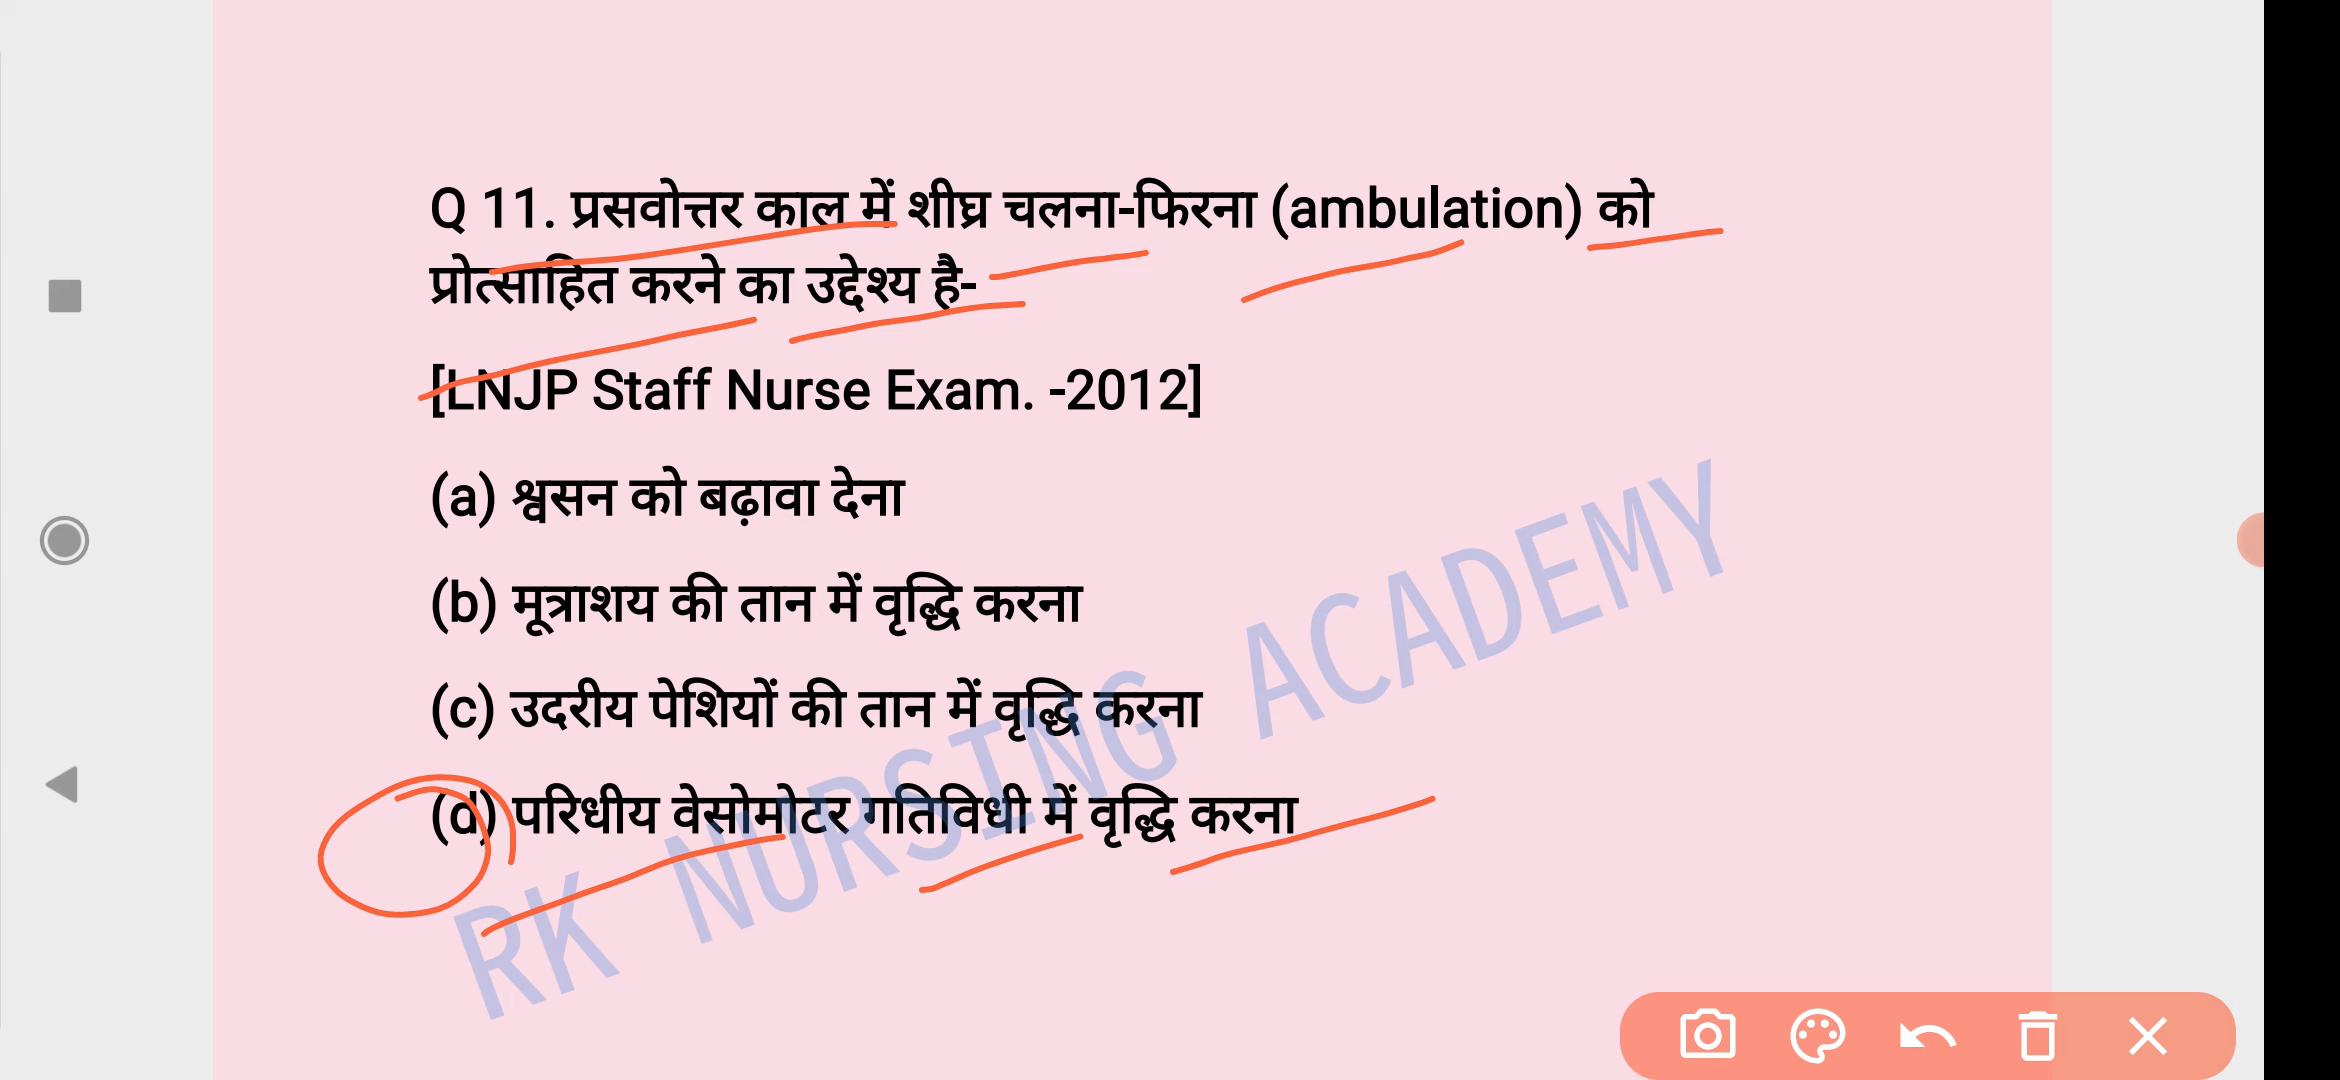 Q 11. प्रसवोत्तर काल में शीघ्र चलना-फिरना (ambulation) को
प्रोत्साहित करने का उद्देश्य है-
[LNJP Staff Nurse Exam. -2012]
(a) श्वसन को बढ़ावा देना
(b) मूत्राशय की तान में वृद्धि करना
(c) उदरीय पेशियों की तान में वृद्धि करना
(d) परिधीय वेसोमोटर गतिविधी में वृद्धि करना
RK NURSING ACADEMY